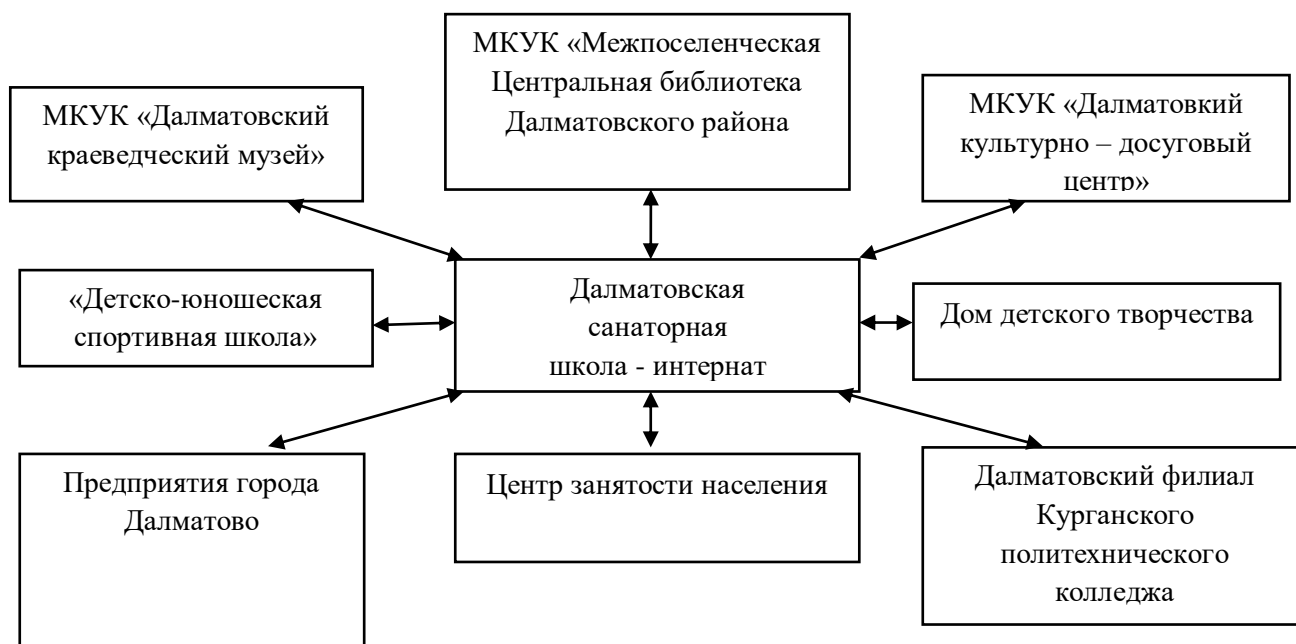 МКУК «Межпоселенческая
Центральная библиотека
Далматовского района
МКУК «Далматовский
краеведческий музей»
МКУК «Далматовкий
культурно – досуговый
центр»
«Детско-юношеская
спортивная школа»
Далматовская
санаторная
школа - интернат
Дом детского творчества
Предприятия города
Далматово
Центр занятости населения
Далматовский филиал
Курганского
политехнического
колледжа